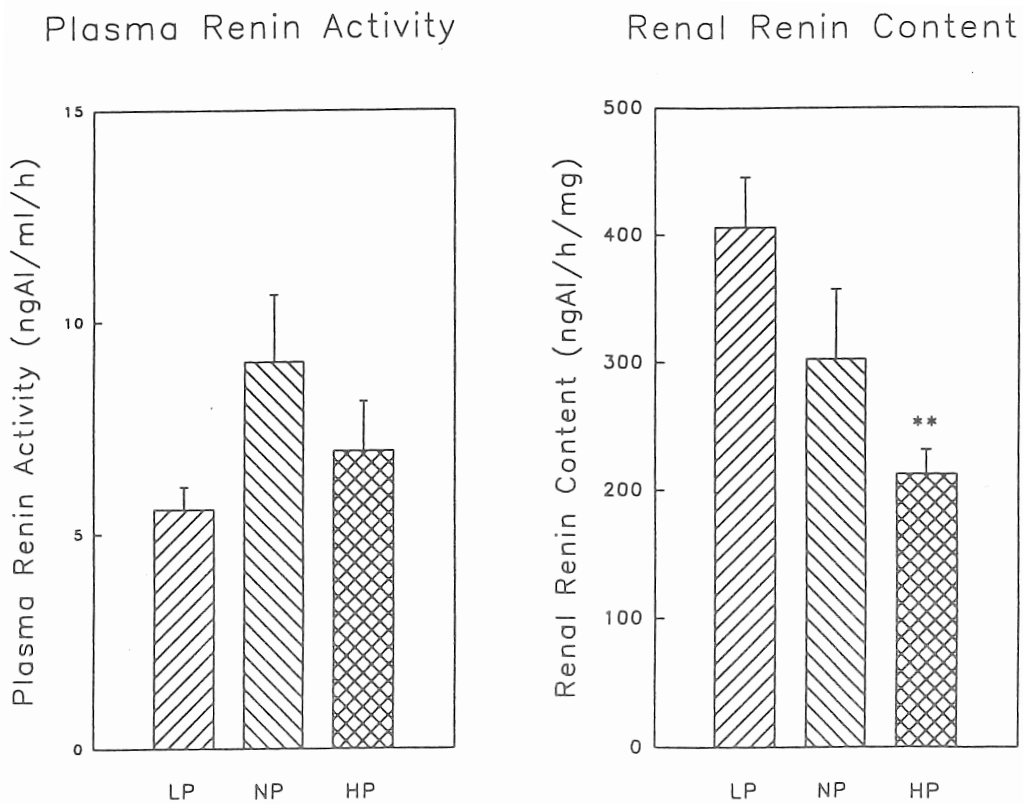 Plasma Renin Activity
Plasma Renin Activity (ngAI/ml/h)
15
10
5
0
LP NP HP
Renal Renin Content
Renal Renin Content (ngAI/h/mg)
500
400
300
200
100
0
**
LP NP HP